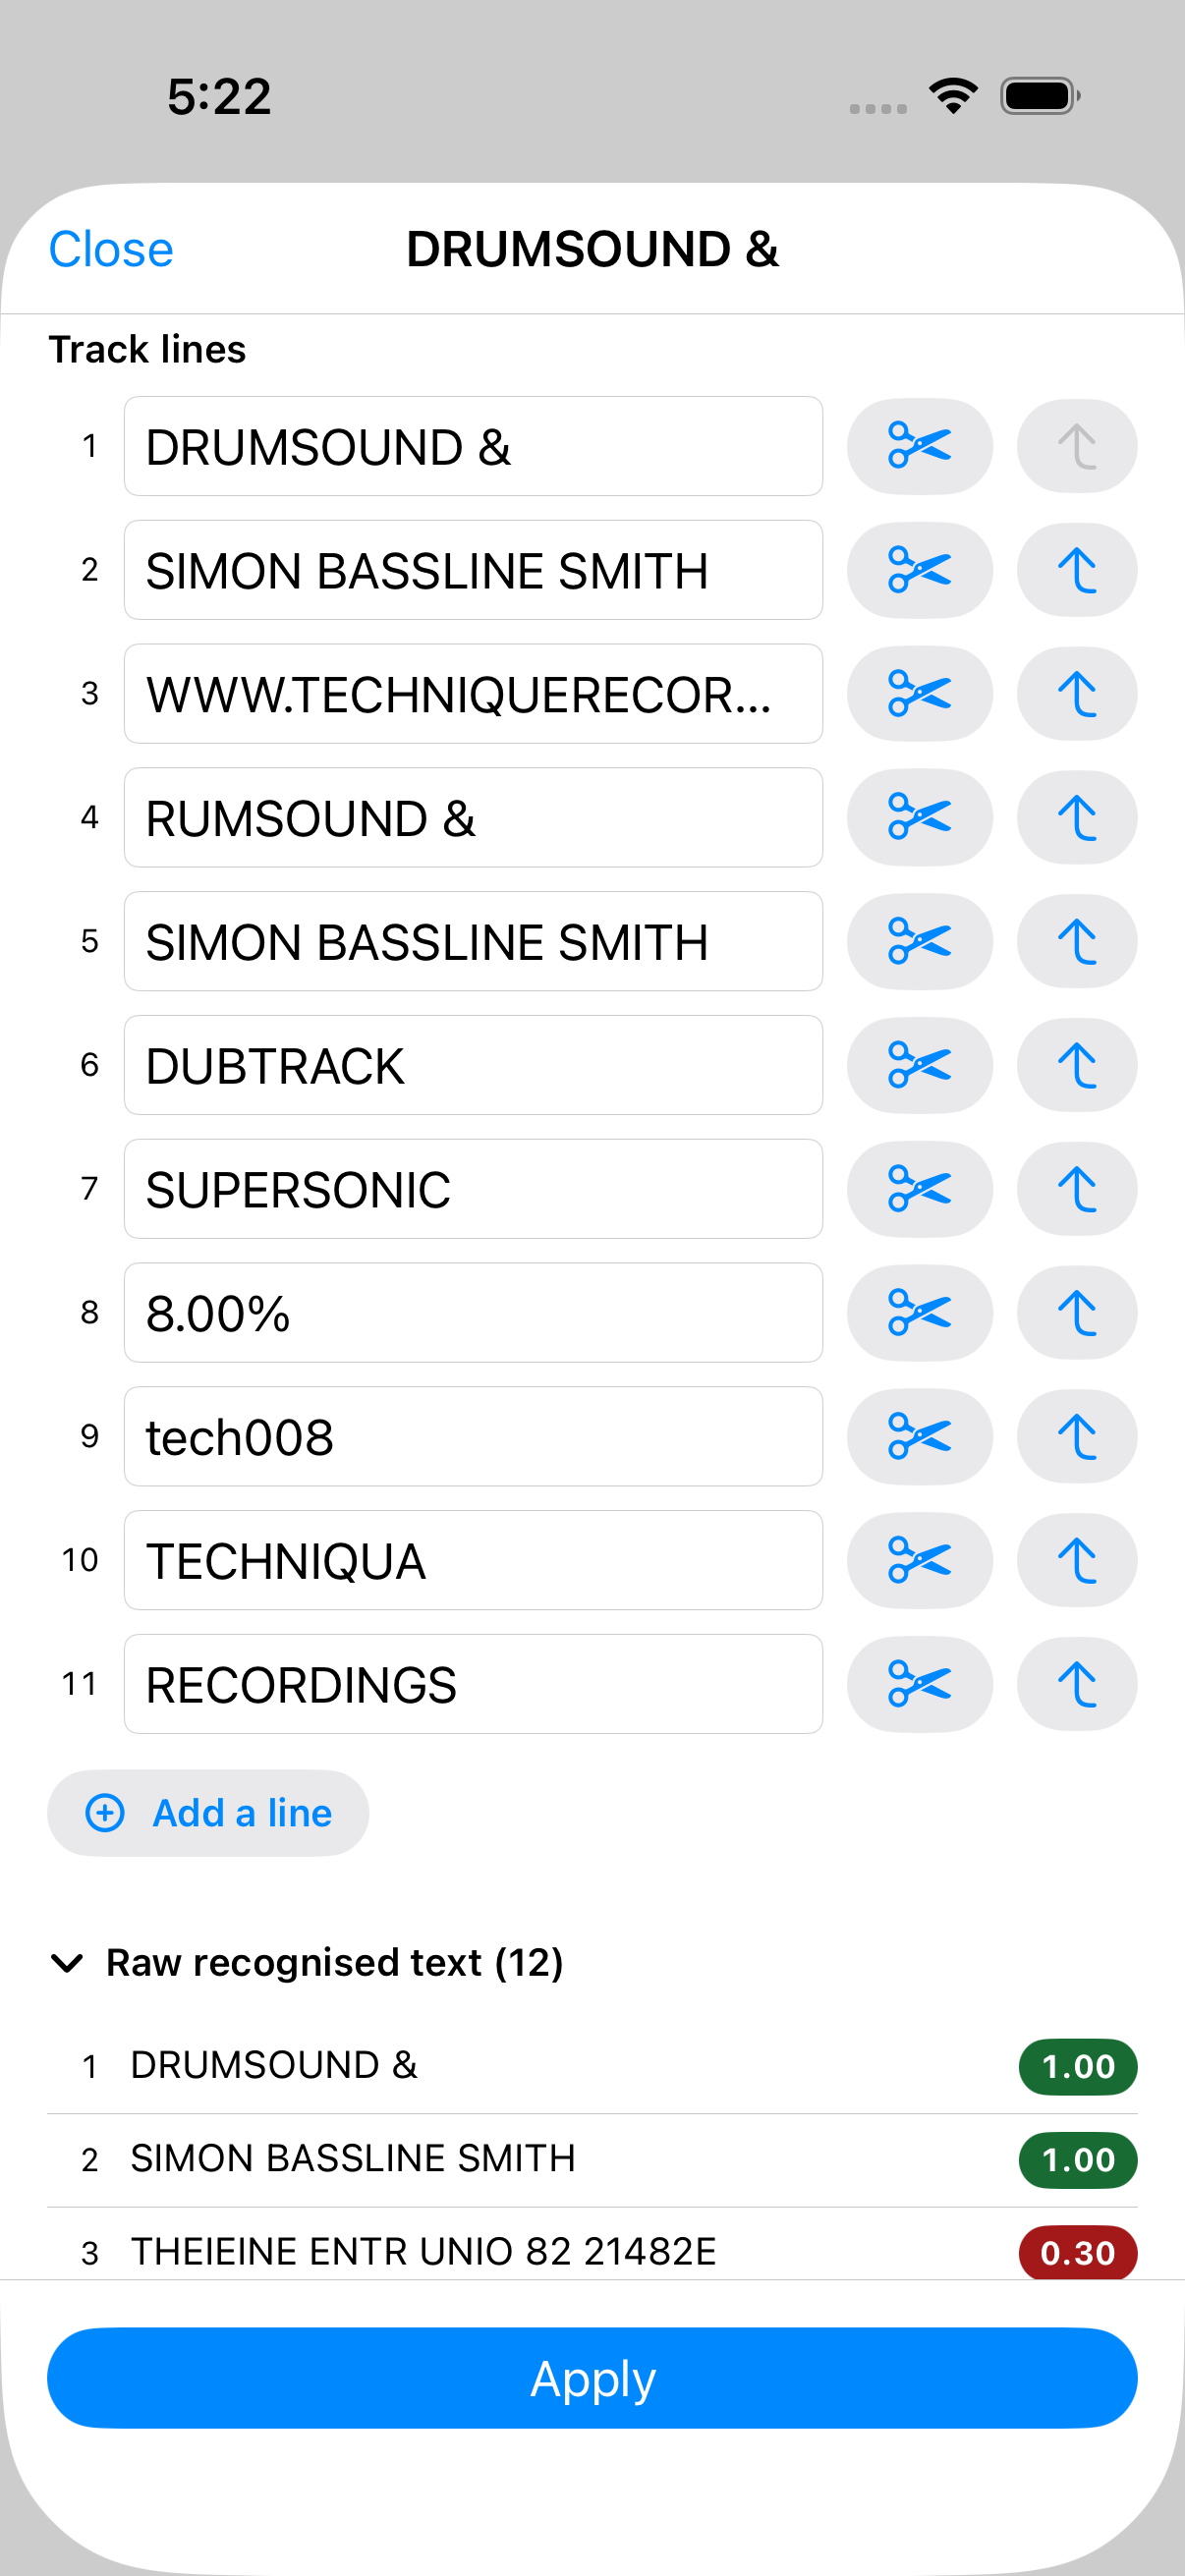 5:22
Close
DRUMSOUND &
Track lines
1 DRUMSOUND &
2 SIMON BASSLINE SMITH
3 WWW.TECHNIQUERECOR...
4 RUMSOUND &
5 SIMON BASSLINE SMITH
6 DUBTRACK
7 SUPERSONIC
8 8.00%
9 tech008
10 TECHNIQUA
11 RECORDINGS
Add a line
Raw recognised text (12)
1 DRUMSOUND & 1.00
2 SIMON BASSLINE SMITH 1.00
3 THEIEINE ENTR UNIO 82 21482E 0.30
Apply